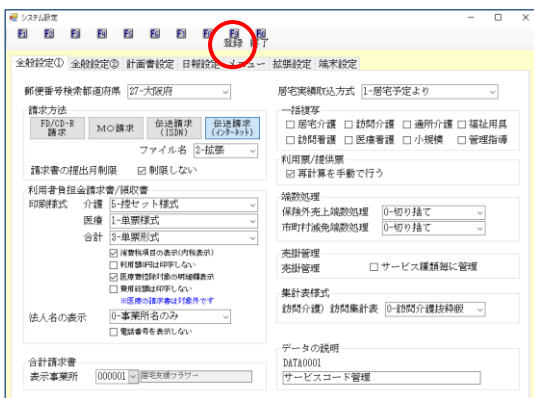 システム設定
F1 F2 F3 F4 F5 F6 F7 F8 F9
登録 終了
全般設定① 全般設定② 計画書設定 日報設定 メニュー 拡張設定 端末設定
郵便番号検索都道府県 27-大阪府
請求方法
FD/CD-R請求 MO請求 伝送請求(ISDN) 伝送請求(インターネット)
ファイル名 2-拡張
請求書の提出月制限 制限しない
利用者負担金請求書/領収書
印刷様式 介護 5-複セット様式
医療 1-単票様式
合計 3-単票形式
消費税項目の表示(内税表示)
利用額0円は印字しない
医療費控除対象の明細欄表示
費用総額は印字しない
※医療の請求書は対象外です
法人名の表示 0-事業所名のみ
電話番号を表示しない
合計請求書
表示事業所 000001 居宅支援フラワー
居宅実績取込方式 1-居宅予定より
一括複写
居宅介護 訪問介護 通所介護 福祉用具
訪問看護 医療看護 小規模 管理指導
利用票/提供票
再計算を手動で行う
端数処理
保険外売上端数処理 0-切り捨て
市町村減免端数処理 0-切り捨て
売掛管理
売掛管理 サービス種類毎に管理
集計表様式
訪問介護) 訪問集計表 0-訪問介護抜粋版
データの説明
DATA0001
サービスコード管理